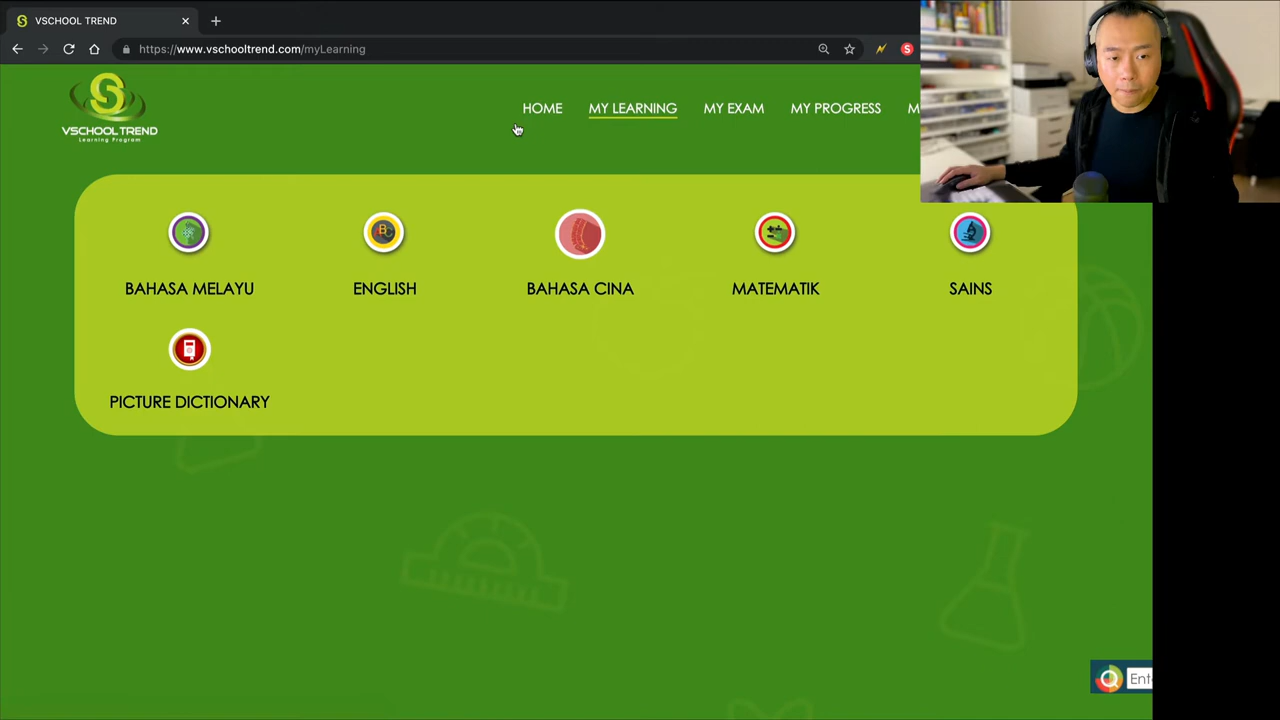 VSCHOOL TREND
https://www.vschooltrend.com/myLearning
S
VSCHOOL TREND
Learning Program
HOME MY LEARNING MY EXAM MY PROGRESS M
BAHASA MELAYU ENGLISH BAHASA CINA MATEMATIK SAINS
PICTURE DICTIONARY
Ent